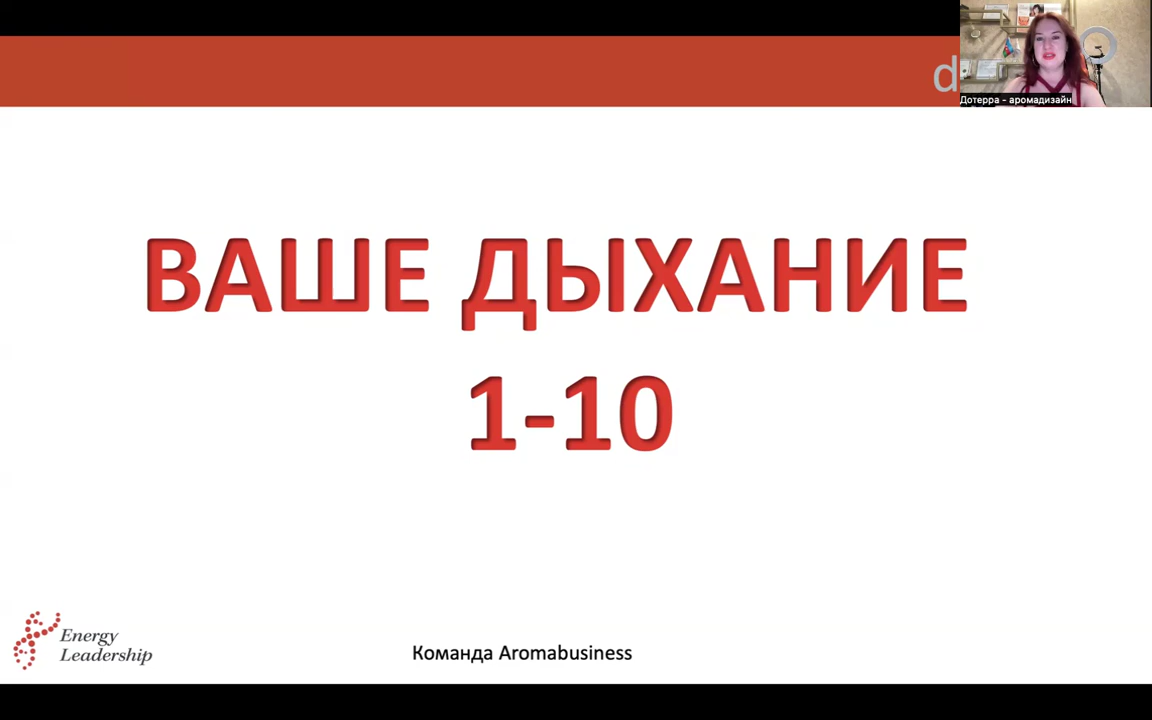 d
Дотерра - аромадизайн
ВАШЕ ДЫХАНИЕ
1-10
Energy
Leadership
Команда Aromabusiness